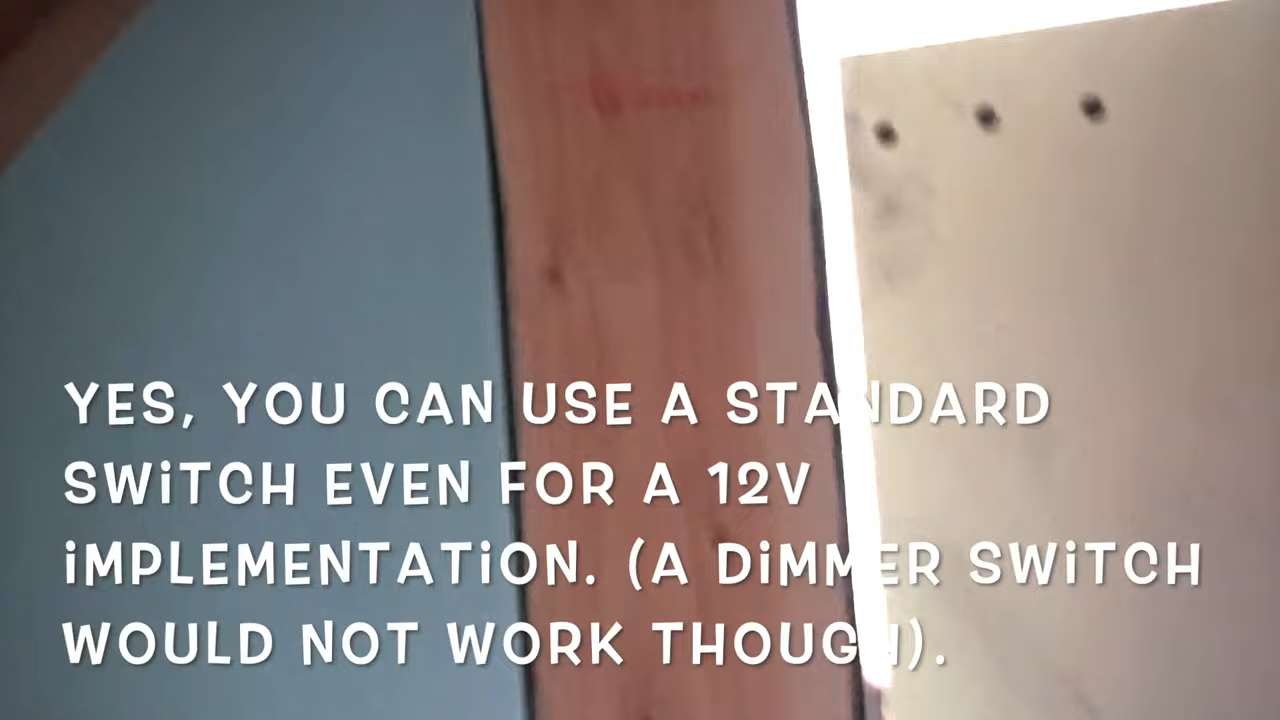 YES, YOU CAN USE A STANDARD
SWiTCH EVEN FOR A 12V
iMPLEMENTATiON. (A DiMMER SWiTCH
WOULD NOT WORK THOUGH).